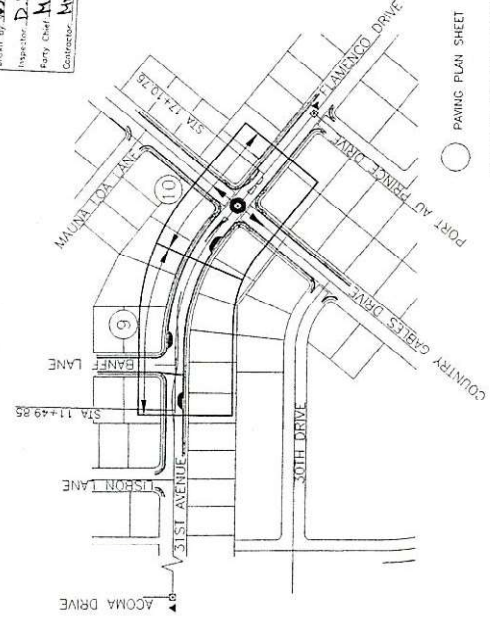 Drawn By
Inspector D.
Party Chief M
Contractor M
FLAMENCO DRIVE
STA 17+10.76
MAUNA LOA LANE
10
PORT AU PRINCE DRIVE
PAVING PLAN SHEET
9
BANFF LANE
COUNTRY GABLES DRIVE
STA 11+49.85
LISBON LANE
31ST AVENUE
30TH DRIVE
ACOMA DRIVE